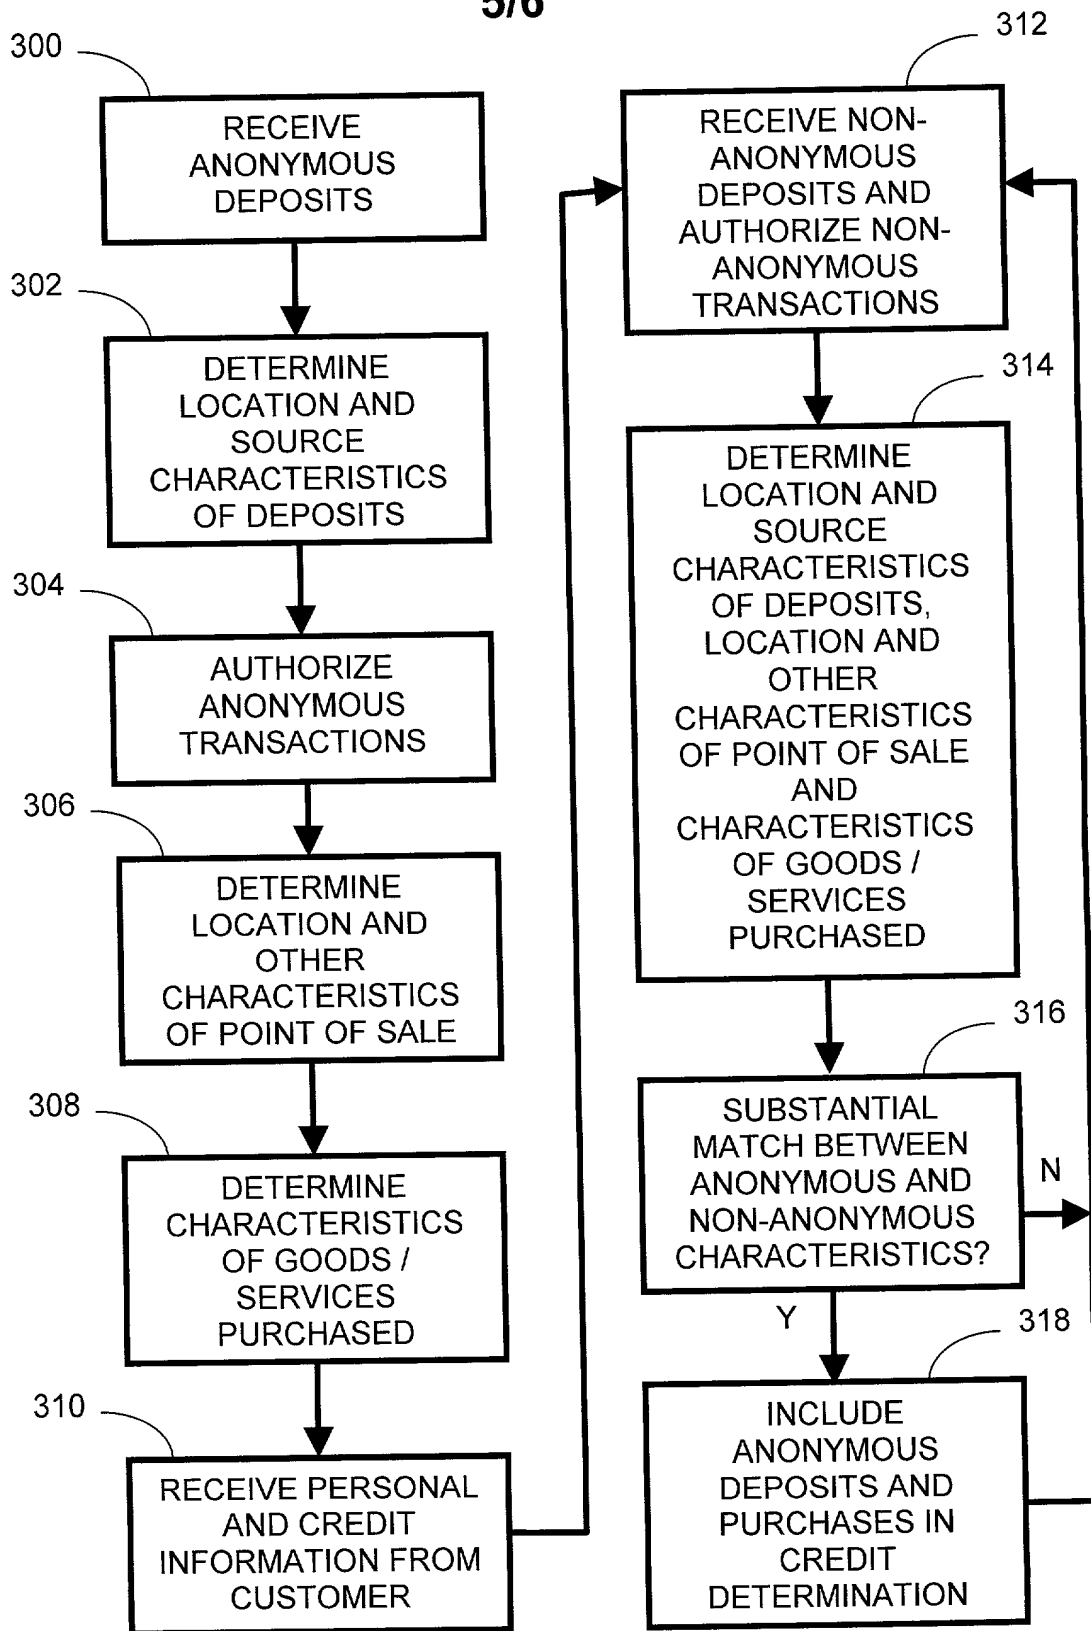 5/6
300
RECEIVE
ANONYMOUS
DEPOSITS
302
DETERMINE
LOCATION AND
SOURCE
CHARACTERISTICS
OF DEPOSITS
304
AUTHORIZE
ANONYMOUS
TRANSACTIONS
306
DETERMINE
LOCATION AND
OTHER
CHARACTERISTICS
OF POINT OF SALE
308
DETERMINE
CHARACTERISTICS
OF GOODS /
SERVICES
PURCHASED
310
RECEIVE PERSONAL
AND CREDIT
INFORMATION FROM
CUSTOMER
312
RECEIVE NON-
ANONYMOUS
DEPOSITS AND
AUTHORIZE NON-
ANONYMOUS
TRANSACTIONS
314
DETERMINE
LOCATION AND
SOURCE
CHARACTERISTICS
OF DEPOSITS,
LOCATION AND
OTHER
CHARACTERISTICS
OF POINT OF SALE
AND
CHARACTERISTICS
OF GOODS /
SERVICES
PURCHASED
316
SUBSTANTIAL
MATCH BETWEEN
ANONYMOUS AND
NON-ANONYMOUS
CHARACTERISTICS?
N
Y
318
INCLUDE
ANONYMOUS
DEPOSITS AND
PURCHASES IN
CREDIT
DETERMINATION